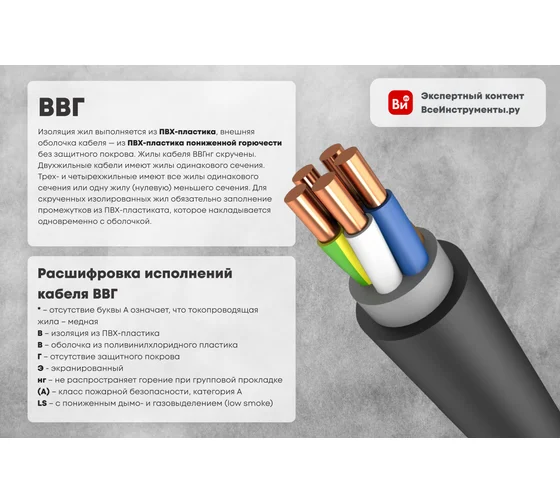 ВВГ
Изоляция жил выполняется из ПВХ-пластика, внешняя
оболочка кабеля — из ПВХ-пластика пониженной горючести
без защитного покрова. Жилы кабеля ВВГнг скручены.
Двухжильные кабели имеют жилы одинакового сечения.
Трех- и четырехжильные имеют все жилы одинакового
сечения или одну жилу (нулевую) меньшего сечения. Для
скрученных изолированных жил обязательно заполнение
промежутков из ПВХ-пластиката, которое накладывается
одновременно с оболочкой.
Ви
Экспертный контент
ВсеИнструменты.ру
Расшифровка исполнений
кабеля ВВГ
* – отсутствие буквы А означает, что токопроводящая
жила – медная
В – изоляция из ПВХ-пластика
В – оболочка из поливинилхлоридного пластика
Г – отсутствие защитного покрова
Э - экранированный
нг – не распространяет горение при групповой прокладке
(А) – класс пожарной безопасности, категория А
LS – с пониженным дымо- и газовыделением (low smoke)